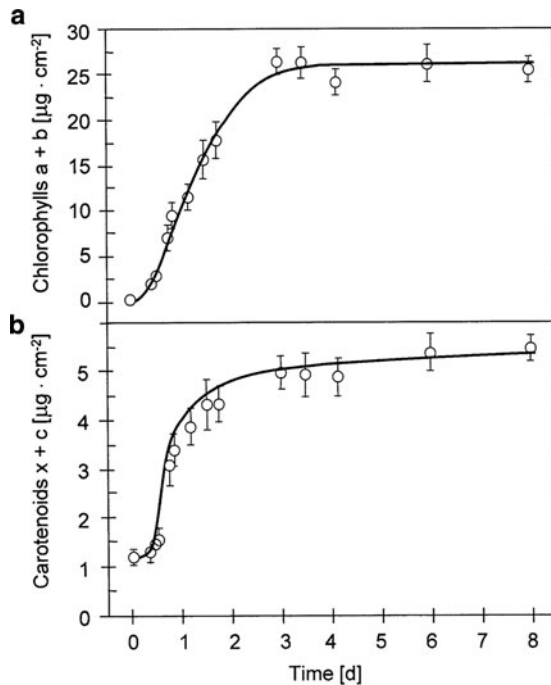 a
30
25
20
15
10
5
0
Chlorophylls a + b [µg · cm⁻²]
b
5
4
3
2
1
0
Carotenoids x + c [µg · cm⁻²]
0 1 2 3 4 5 6 7 8
Time [d]